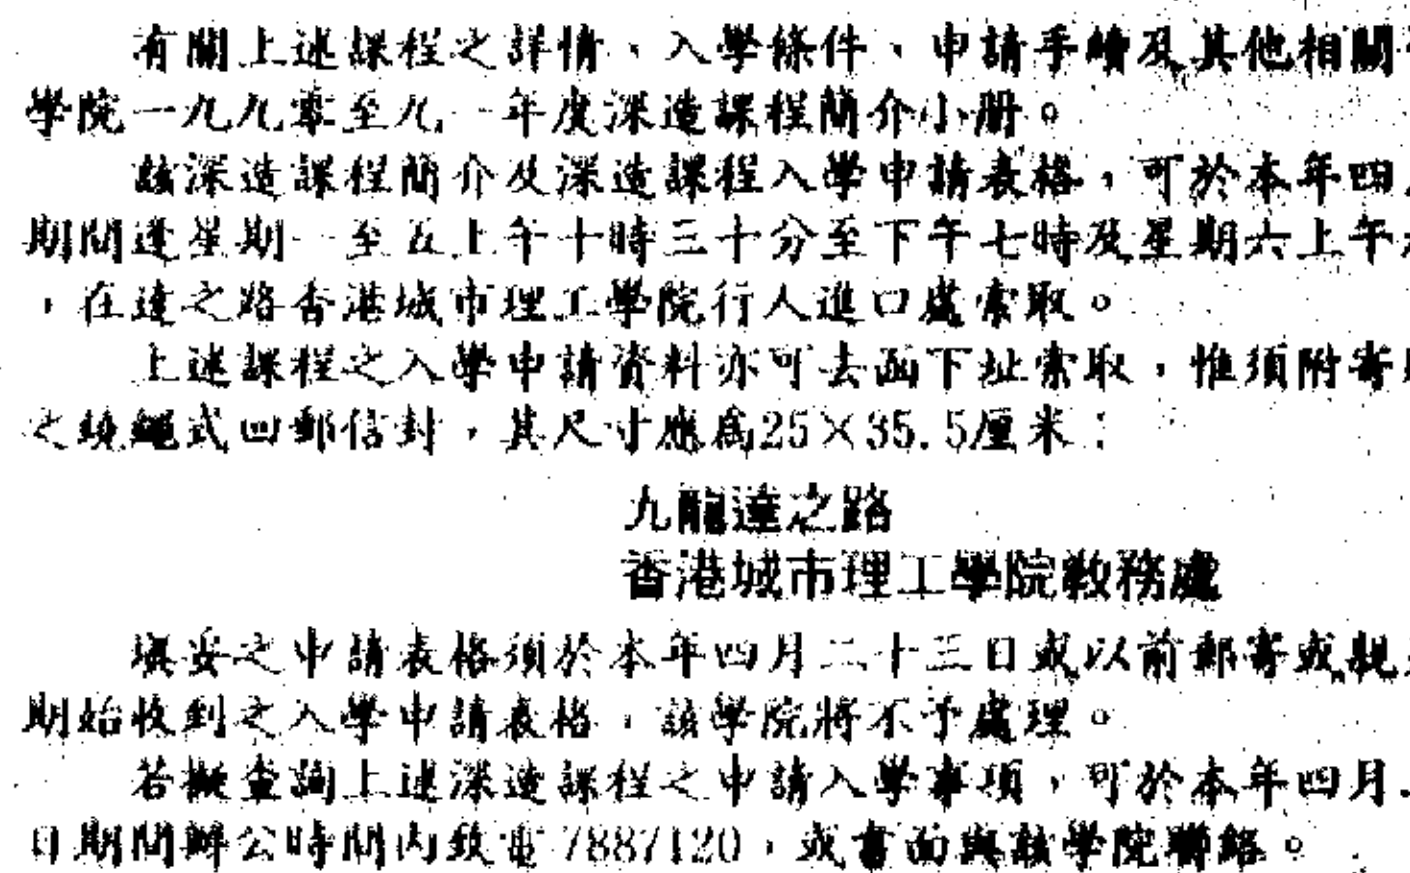 有關上述課程之詳情，入學條件、申請手續及其他相關
學院一九九零至九一年度深造課程簡介小册。
該深造課程簡介及深造課程入學申請表格，可於本年四
期間逢星期一至五上午十時三十分至下午七時及星期六上午
，在達之路香港城市理工學院行人進口處索取。
上述課程之入學申請資料亦可去函下址索取，惟須附寄
之繞繩式回郵信封，其尺寸應爲25×35.5厘米：
九龍達之路
香港城市理工學院教務處
填妥之申請表格須於本年四月二十三日或以前郵寄或親
期始收到之入學申請表格，該學院將不予處理。
若擬查詢上述深造課程之申請入學事項，可於本年四月
日期間辦公時間內致電7887120，或書面與該學院聯絡。